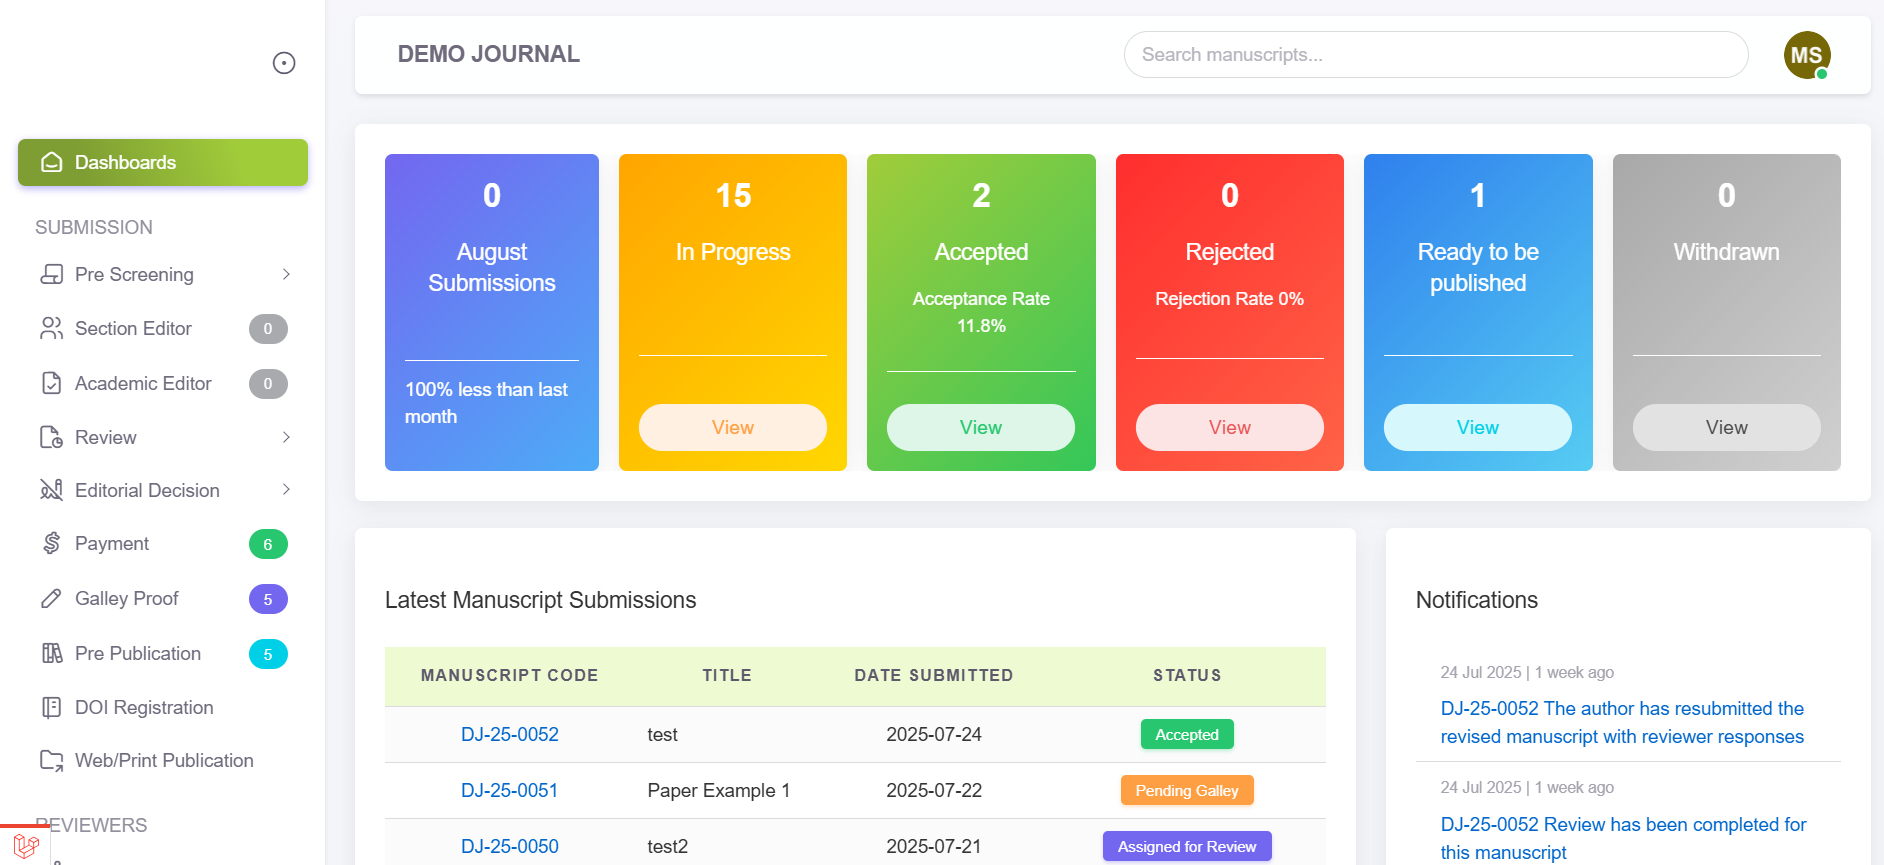 Dashboards
SUBMISSION
Pre Screening
Section Editor 0
Academic Editor 0
Review
Editorial Decision
Payment 6
Galley Proof 5
Pre Publication 5
DOI Registration
Web/Print Publication
REVIEWERS
DEMO JOURNAL
Search manuscripts...
MS
0
August
Submissions
100% less than last
month
15
In Progress
View
2
Accepted
Acceptance Rate
11.8%
View
0
Rejected
Rejection Rate 0%
View
1
Ready to be
published
View
0
Withdrawn
View
Latest Manuscript Submissions
MANUSCRIPT CODE TITLE DATE SUBMITTED STATUS
DJ-25-0052 test 2025-07-24 Accepted
DJ-25-0051 Paper Example 1 2025-07-22 Pending Galley
DJ-25-0050 test2 2025-07-21 Assigned for Review
Notifications
24 Jul 2025 | 1 week ago
DJ-25-0052 The author has resubmitted the
revised manuscript with reviewer responses
24 Jul 2025 | 1 week ago
DJ-25-0052 Review has been completed for
this manuscript